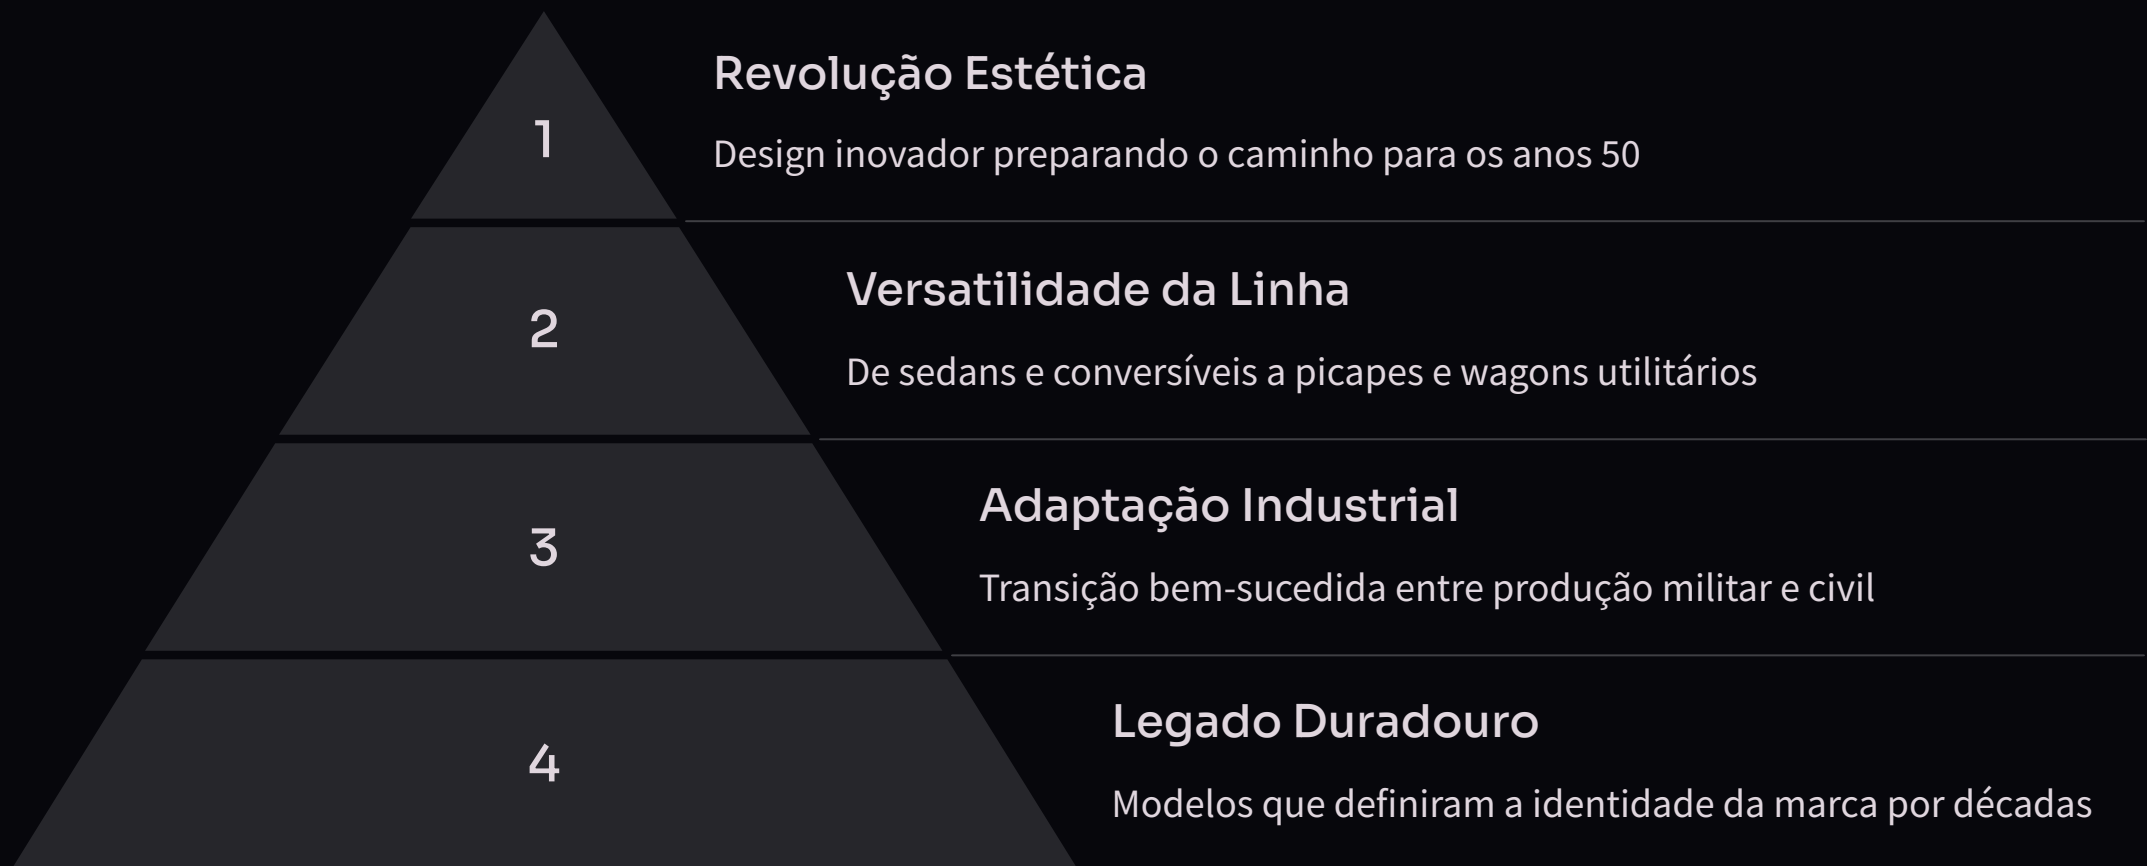 1
Revolução Estética
Design inovador preparando o caminho para os anos 50
2
Versatilidade da Linha
De sedans e conversíveis a picapes e wagons utilitários
3
Adaptação Industrial
Transição bem-sucedida entre produção militar e civil
4
Legado Duradouro
Modelos que definiram a identidade da marca por décadas